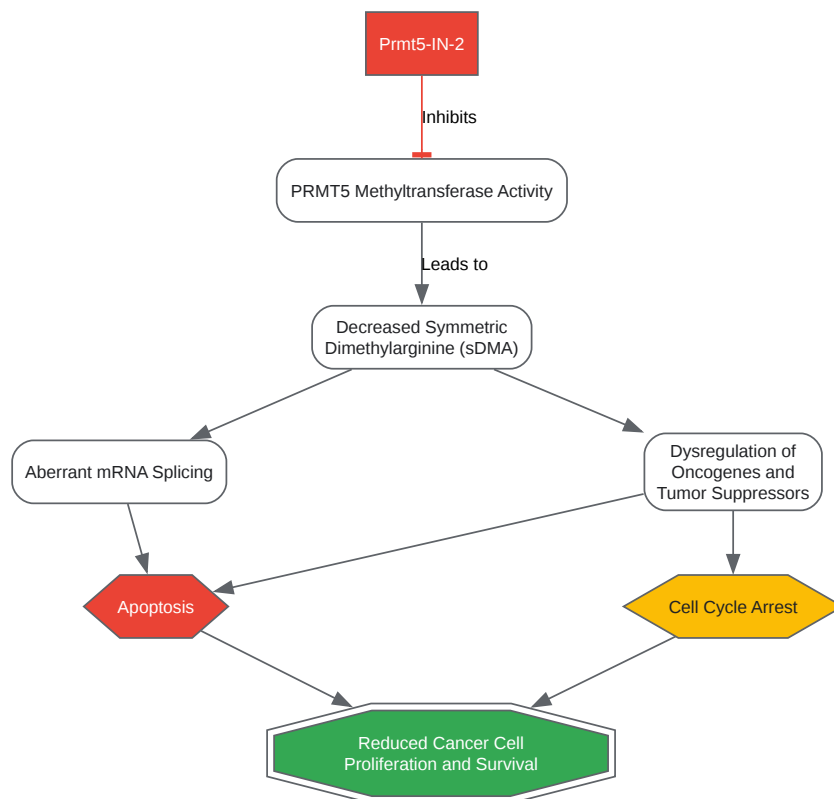 Prmt5-IN-2
Inhibits
PRMT5 Methyltransferase Activity
Leads to
Decreased Symmetric
Dimethylarginine (sDMA)
Aberrant mRNA Splicing
Dysregulation of
Oncogenes and
Tumor Suppressors
Apoptosis
Cell Cycle Arrest
Reduced Cancer Cell
Proliferation and Survival